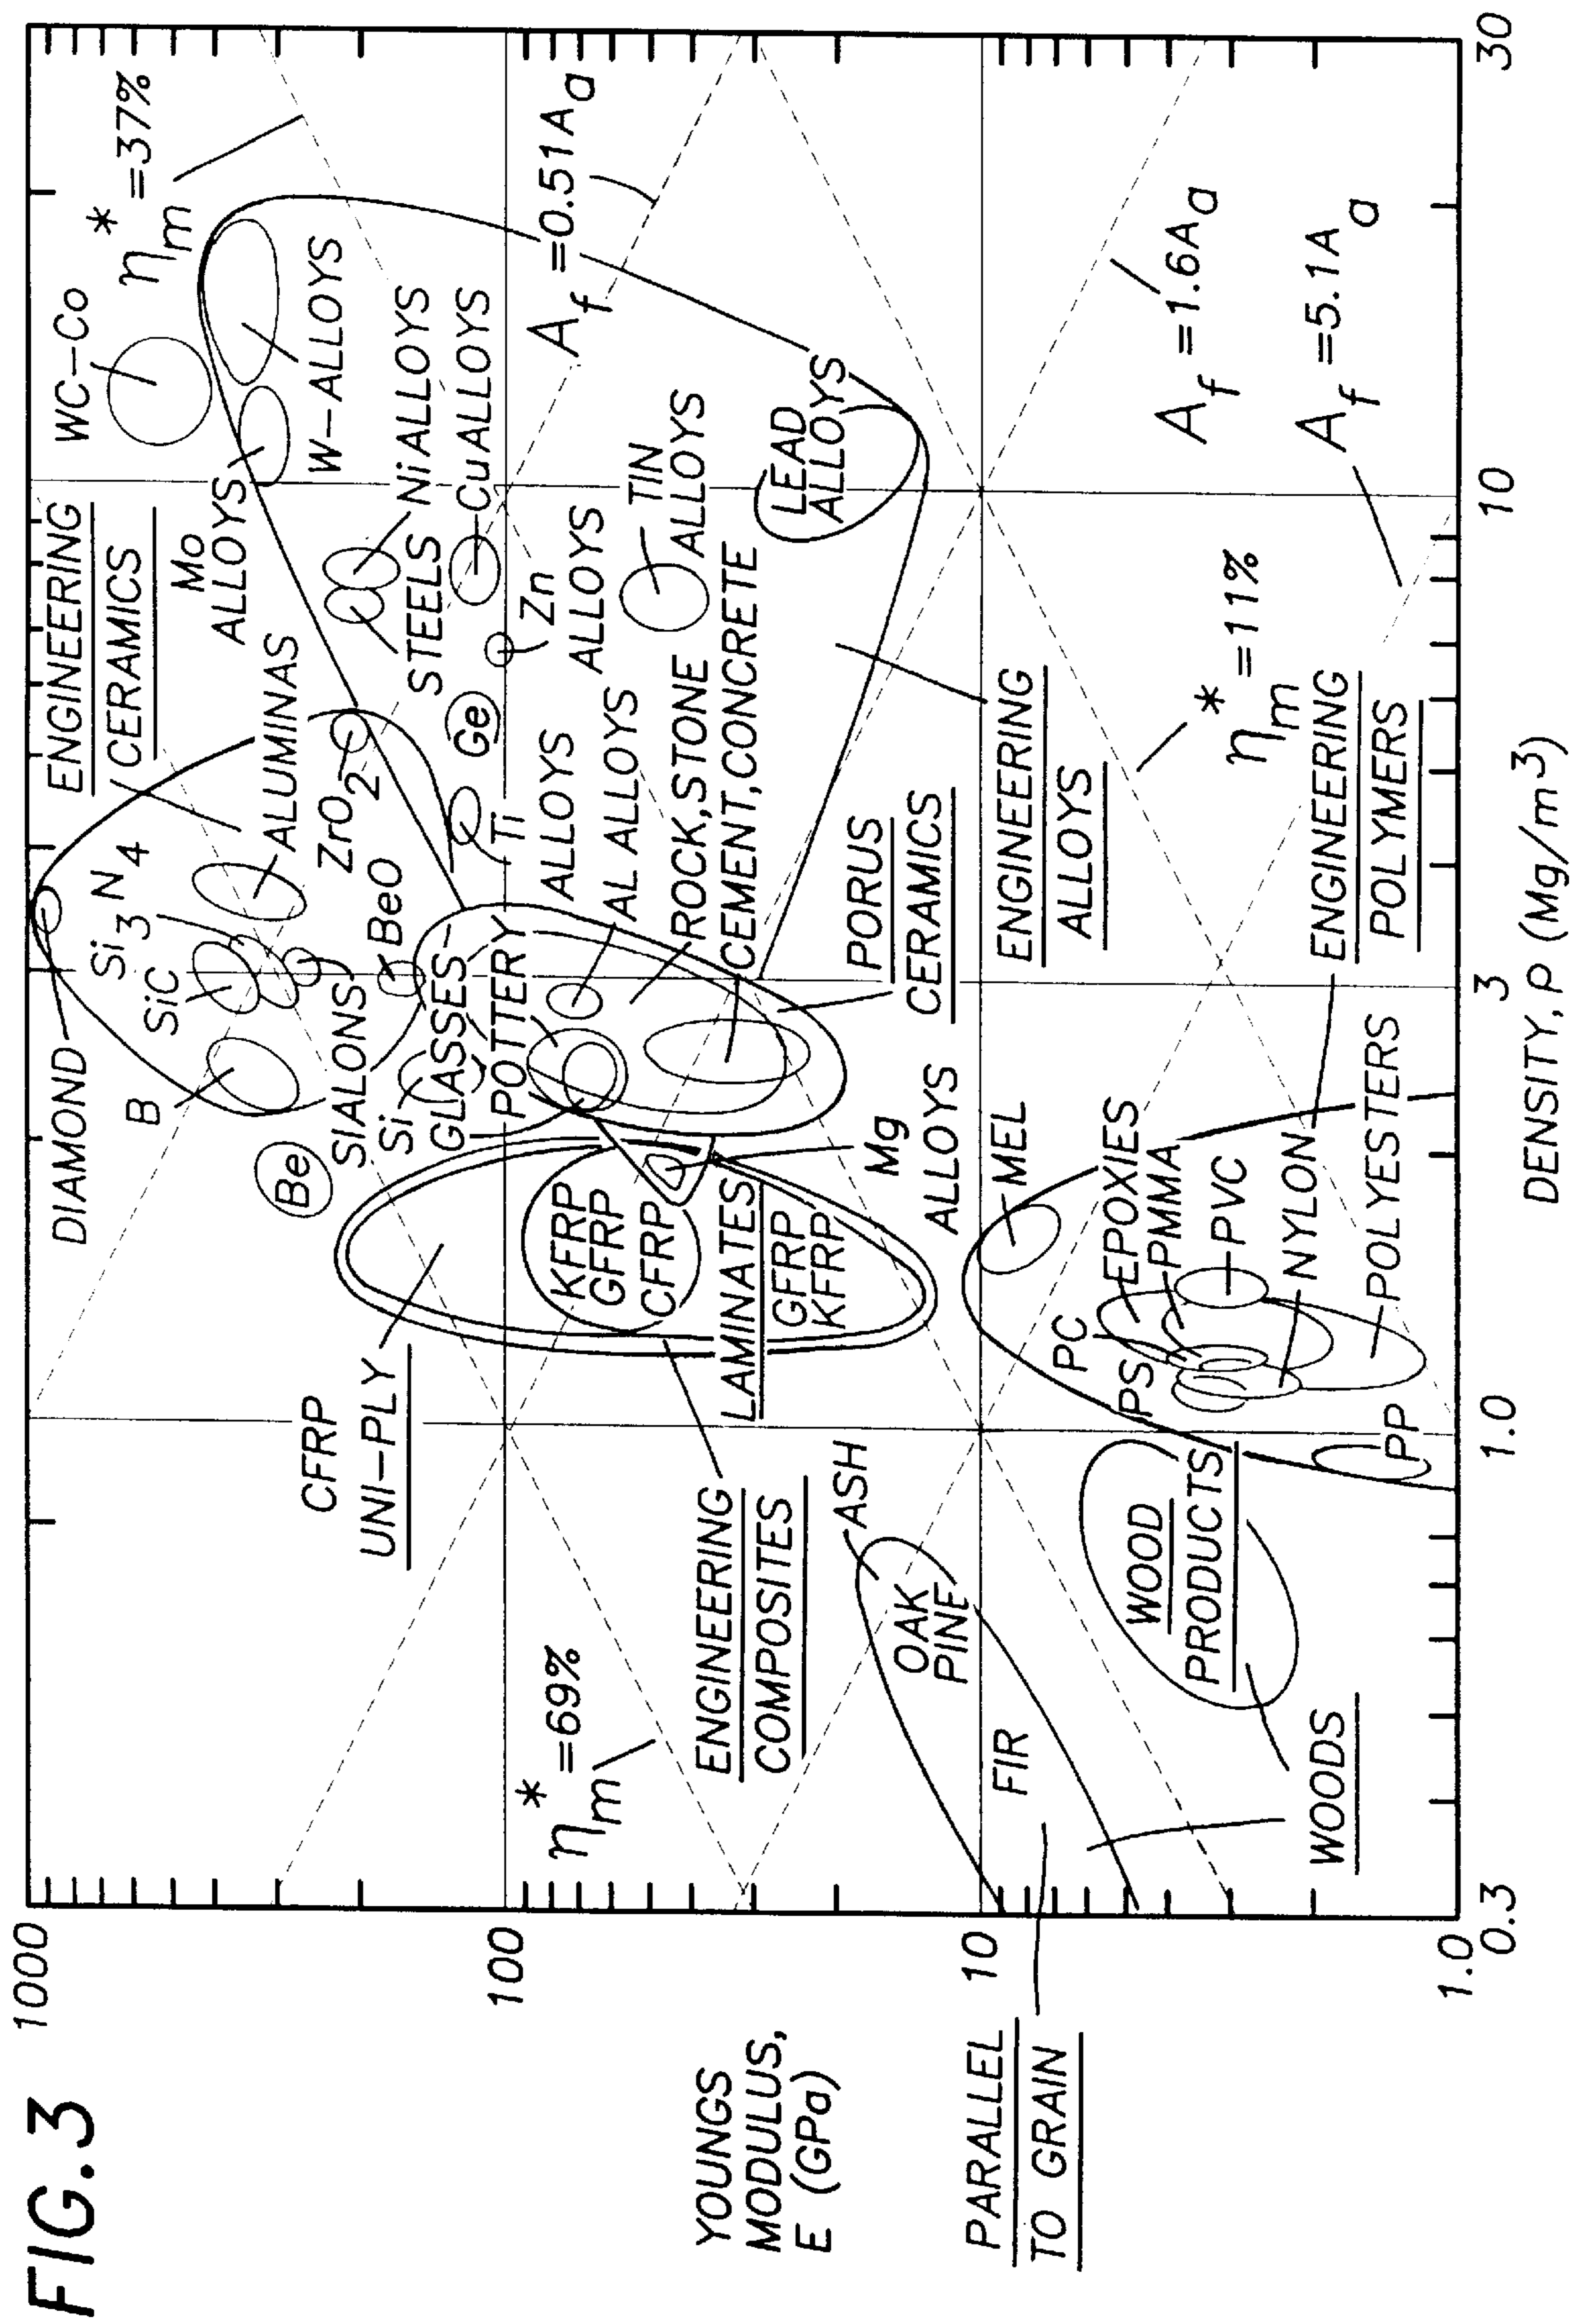 FIG.3
1000
100
10
1.0
YOUNGS
MODULUS,
E (GPa)
PARALLEL
TO GRAIN
0.3
1.0
3
10
30
DENSITY, ρ (Mg/m³)
DIAMOND
B
SiC
Si3N4
ENGINEERING
CERAMICS
ALUMINAS
ZrO2
BeO
SIALONS
Si
Be
GLASSES
POTTERY
Mo
ALLOYS
WC-Co
W-ALLOYS
ηm* =37%
Ni ALLOYS
STEELS
Cu ALLOYS
Ge
Zn
ALLOYS
Ti
ALLOYS
AL ALLOYS
TIN
ALLOYS
ROCK,STONE
CEMENT,CONCRETE
LEAD
ALLOYS
Af =0.51Aa
CFRP
UNI-PLY
KFRP
GFRP
CFRP
LAMINATES
GFRP
KFRP
ηm* =69%
ENGINEERING
COMPOSITES
PORUS
CERAMICS
Mg
ALLOYS
ENGINEERING
ALLOYS
ASH
OAK
PINE
FIR
WOOD
PRODUCTS
WOODS
MEL
PC
PS
EPOXIES
PMMA
PVC
NYLON
POLYESTERS
PP
ENGINEERING
POLYMERS
ηm* =11%
Af =1.6Aa
Af =5.1Aa